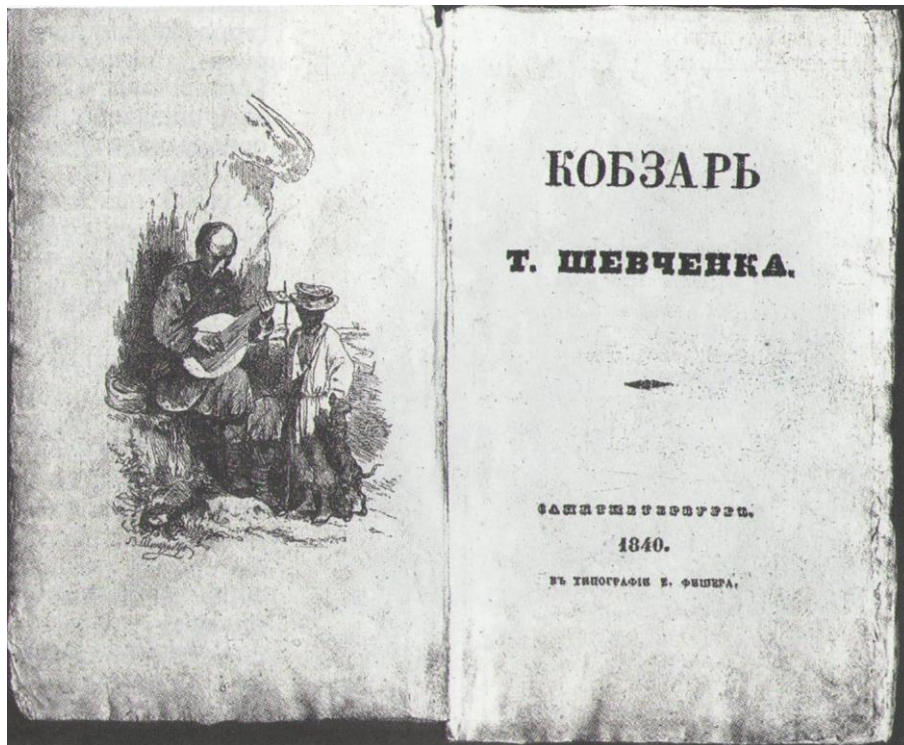 КОБЗАРЬ
Т. ШЕВЧЕНКА.
САНКТПЕТЕРБУРГЪ.
1840.
ВЪ ТИПОГРАФІИ Е. ФИШЕРА.